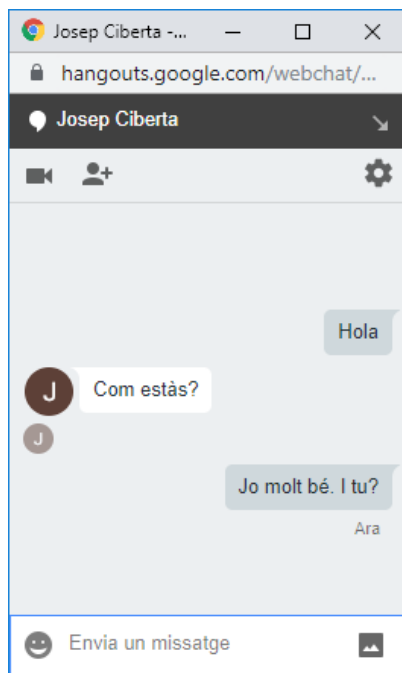 Josep Ciberta -...
hangouts.google.com/webchat/...
Josep Ciberta
Hola
J Com estàs?
J
Jo molt bé. I tu?
Ara
Envia un missatge